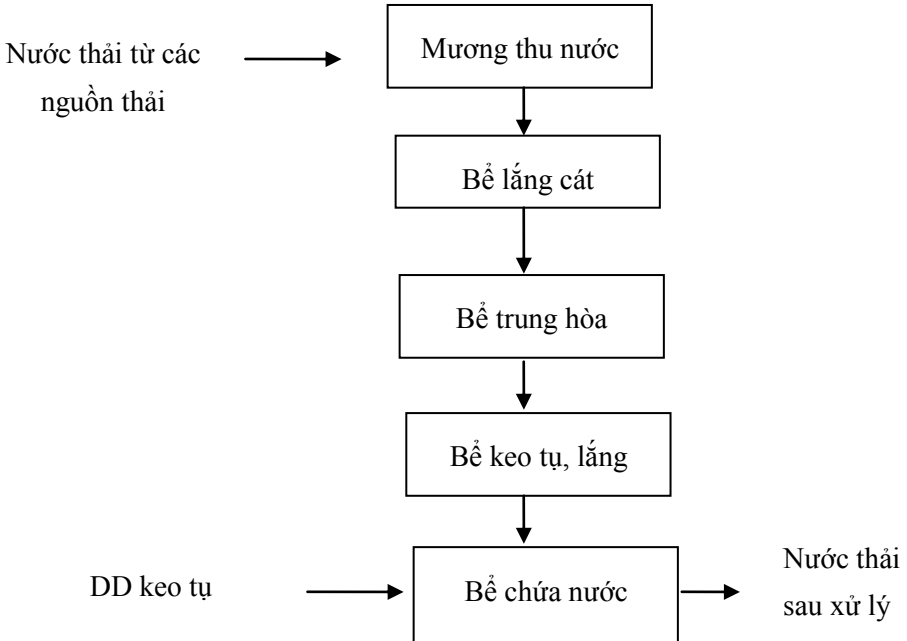 Nước thải từ các
nguồn thải
Mương thu nước
Bể lắng cát
Bể trung hòa
Bể keo tụ, lắng
DD keo tụ
Bể chứa nước
Nước thải
sau xử lý